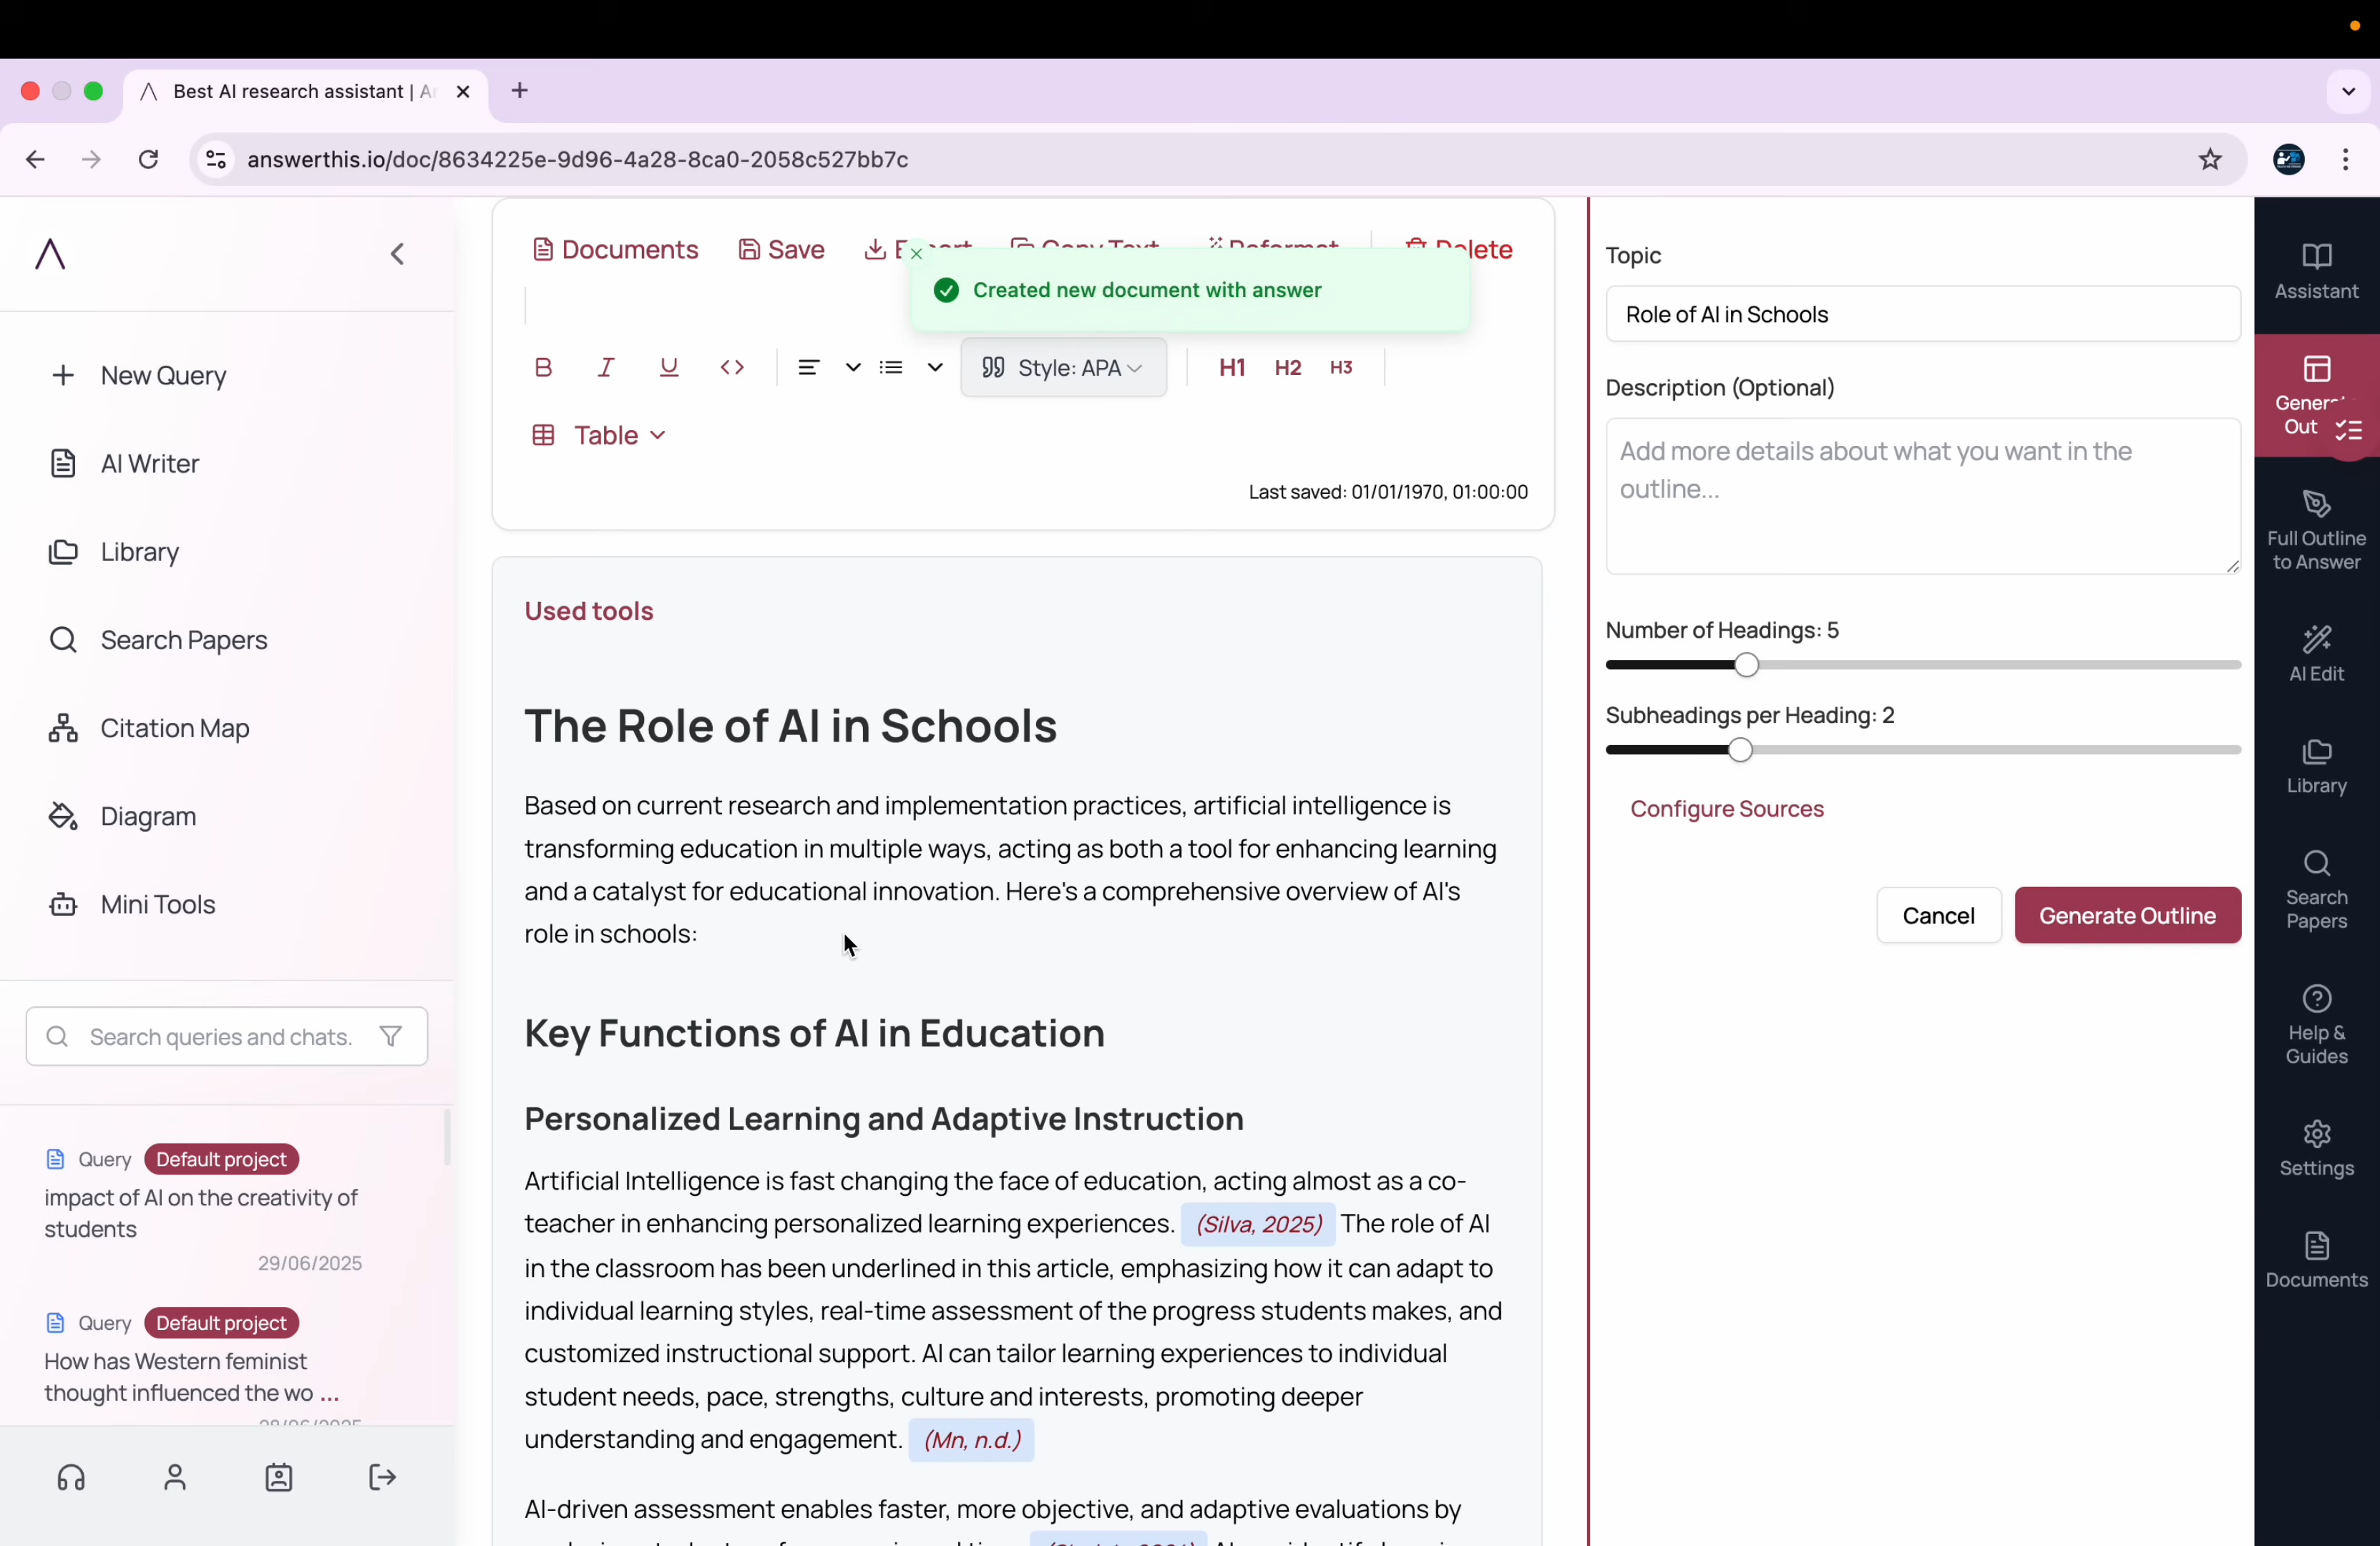 Best AI research assistant | A
answerthis.io/doc/8634225e-9d96-4a28-8ca0-2058c527bb7c
New Query
AI Writer
Library
Search Papers
Citation Map
Diagram
Mini Tools
Search queries and chats.
Query Default project
impact of AI on the creativity of
students
29/06/2025
Query Default project
How has Western feminist
thought influenced the wo ...
Documents Save Export Copy Text Reformat Delete
Created new document with answer
B I U <> Style: APA H1 H2 H3
Table
Last saved: 01/01/1970, 01:00:00
Used tools
The Role of AI in Schools
Based on current research and implementation practices, artificial intelligence is
transforming education in multiple ways, acting as both a tool for enhancing learning
and a catalyst for educational innovation. Here's a comprehensive overview of AI's
role in schools:
Key Functions of AI in Education
Personalized Learning and Adaptive Instruction
Artificial Intelligence is fast changing the face of education, acting almost as a co-
teacher in enhancing personalized learning experiences. (Silva, 2025) The role of AI
in the classroom has been underlined in this article, emphasizing how it can adapt to
individual learning styles, real-time assessment of the progress students makes, and
customized instructional support. AI can tailor learning experiences to individual
student needs, pace, strengths, culture and interests, promoting deeper
understanding and engagement. (Mn, n.d.)
AI-driven assessment enables faster, more objective, and adaptive evaluations by
Topic
Role of AI in Schools
Description (Optional)
Add more details about what you want in the
outline...
Number of Headings: 5
Subheadings per Heading: 2
Configure Sources
Cancel Generate Outline
Assistant
Out
Full Outline
to Answer
AI Edit
Library
Search
Papers
Help &
Guides
Settings
Documents